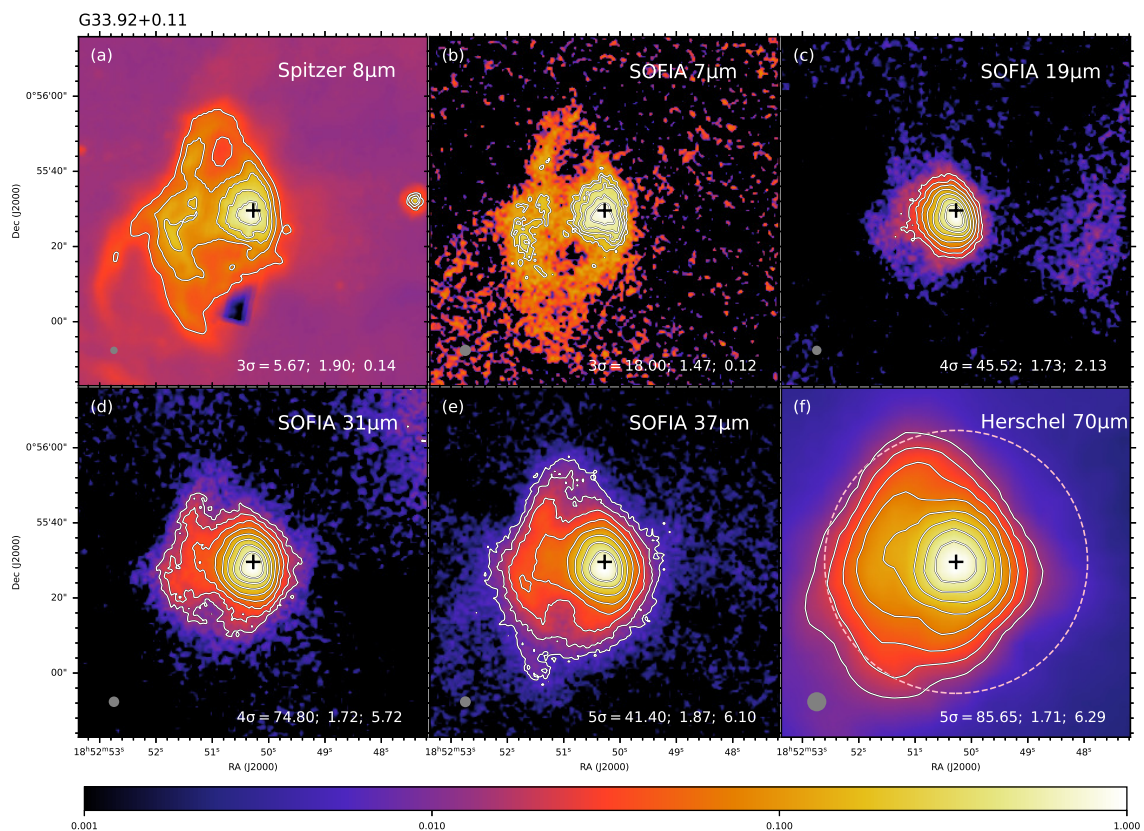 G33.92+0.11
(a)
Spitzer 8μm
3σ=5.67; 1.90; 0.14
(b)
SOFIA 7μm
3σ=18.00; 1.47; 0.12
(c)
SOFIA 19μm
4σ=45.52; 1.73; 2.13
0°56'00"
55'40"
20"
00"
Dec (J2000)
(d)
SOFIA 31μm
4σ=74.80; 1.72; 5.72
(e)
SOFIA 37μm
5σ=41.40; 1.87; 6.10
(f)
Herschel 70μm
5σ=85.65; 1.71; 6.29
0°56'00"
55'40"
20"
00"
Dec (J2000)
18ʰ52ᵐ53ˢ 52ˢ 51ˢ 50ˢ 49ˢ 48ˢ
18ʰ52ᵐ53ˢ 52ˢ 51ˢ 50ˢ 49ˢ 48ˢ
18ʰ52ᵐ53ˢ 52ˢ 51ˢ 50ˢ 49ˢ 48ˢ
RA (J2000)
RA (J2000)
RA (J2000)
0.001 0.010 0.100 1.000